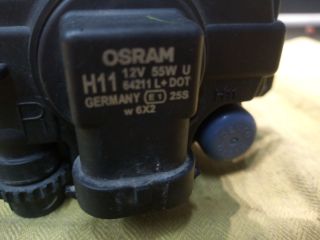 OSRAM
H11 12V 55W U
64211 L+ DOT
GERMANY E1 25S
w 6X2